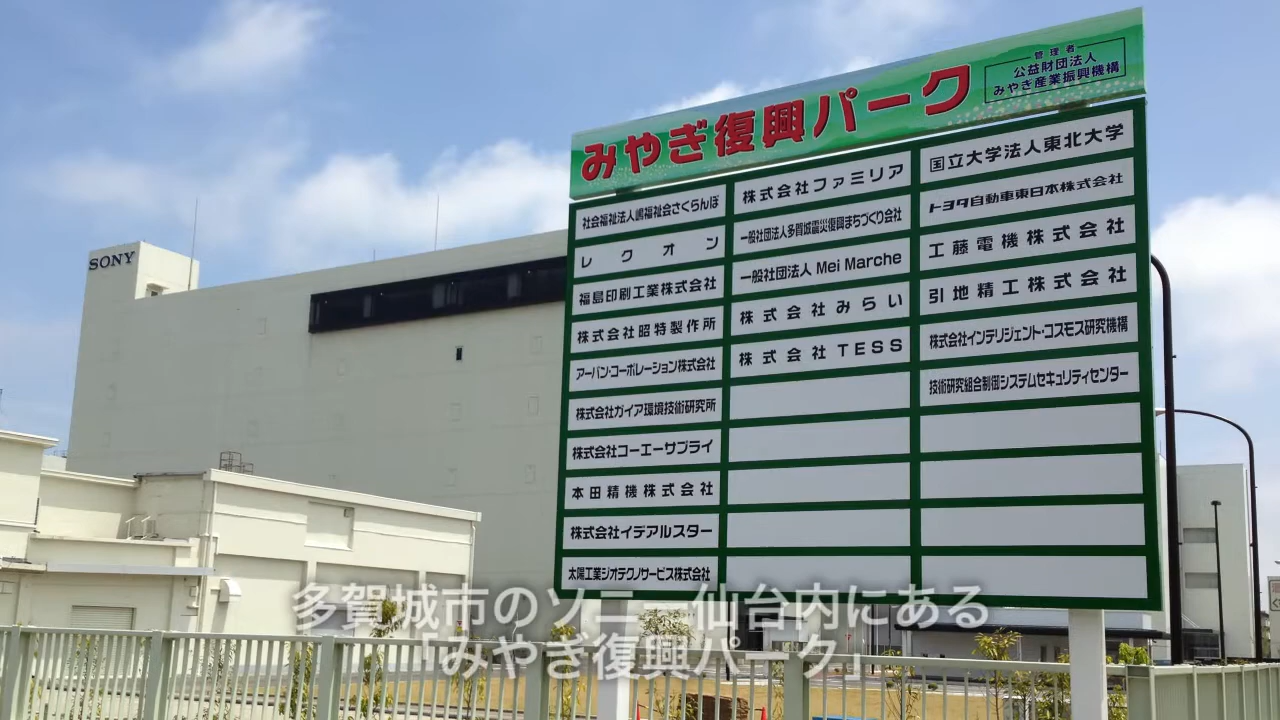 SONY
みやぎ復興パーク
管理者
公益財団法人
みやぎ産業振興機構
社会福祉法人嶋福祉会さくらんぼ
レクオン
福島印刷工業株式会社
株式会社昭特製作所
アーバン・コーポレーション株式会社
株式会社ガイア環境技術研究所
株式会社コーエーサプライ
本田精機株式会社
株式会社イデアルスター
太陽工業ジオテクノサービス株式会社
株式会社ファミリア
一般社団法人多賀城震災復興まちづくり会社
一般社団法人 Mei Marche
株式会社みらい
株式会社TESS
国立大学法人東北大学
トヨタ自動車東日本株式会社
工藤電機株式会社
引地精工株式会社
株式会社インテリジェント・コスモス研究機構
技術研究組合制御システムセキュリティセンター
多賀城市のソニー仙台内にある
「みやぎ復興パーク」